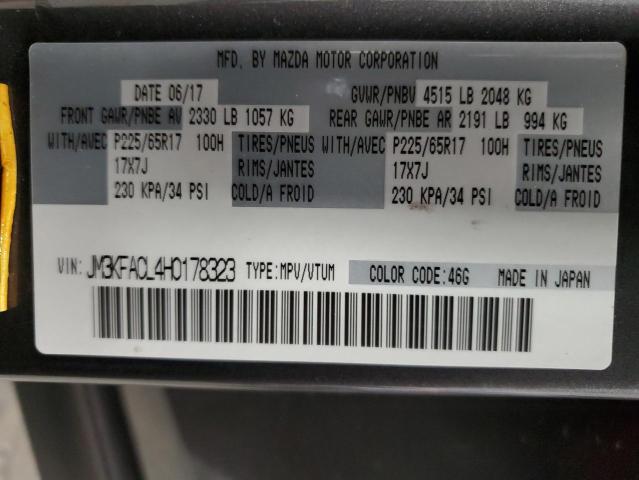 MFD. BY MAZDA MOTOR CORPORATION
DATE 06/17 GVWR/PNBV 4515 LB 2048 KG
FRONT GAWR/PNBE AV 2330 LB 1057 KG REAR GAWR/PNBE AR 2191 LB 994 KG
WITH/AVEC P225/65R17 100H TIRES/PNEUS WITH/AVEC P225/65R17 100H TIRES/PNEUS
17X7J RIMS/JANTES 17X7J RIMS/JANTES
230 KPA/34 PSI COLD/A FROID 230 KPA/34 PSI COLD/A FROID
VIN: JM3KFACL4H0178323 TYPE:MPV/VTUM COLOR CODE:46G MADE IN JAPAN